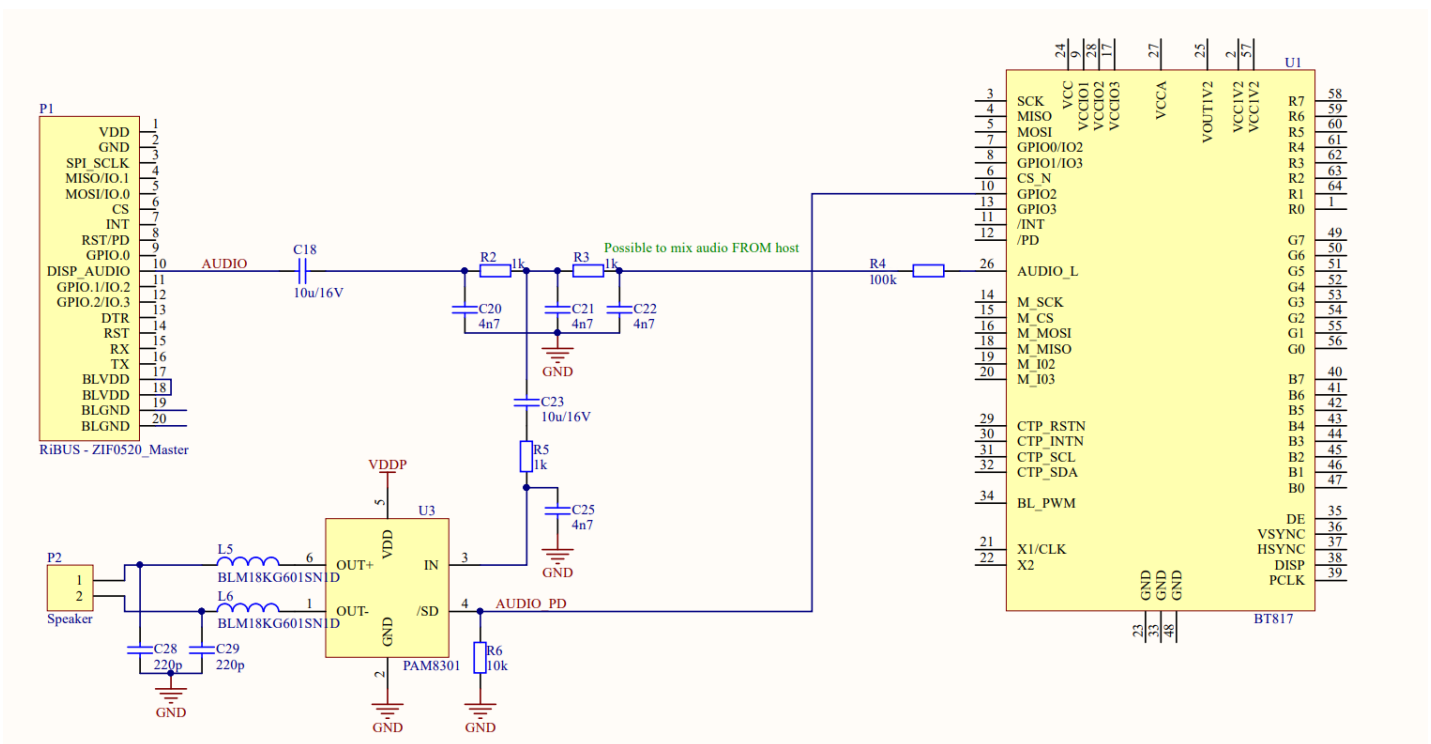 P1
VDD 1
GND 2
SPI_SCLK 3
MISO/IO.1 4
MOSI/IO.0 5
CS 6
INT 7
RST/PD 8
GPIO.0 9
DISP_AUDIO 10
GPIO.1/IO.2 11
GPIO.2/IO.3 12
DTR 13
RST 14
RX 15
TX 16
BLVDD 17
BLVDD 18
BLGND 19
BLGND 20
RiBUS - ZIF0520_Master
AUDIO
C18
10u/16V
R2
1k
R3
1k
Possible to mix audio FROM host
R4
100k
C20
4n7
C21
4n7
C22
4n7
GND
C23
10u/16V
R5
1k
C25
4n7
GND
VDDP
U3
5
VDD
6 OUT+
1 OUT-
IN 3
/SD 4
GND
2
PAM8301
GND
AUDIO_PD
R6
10k
GND
P2
1
2
Speaker
L5
BLM18KG601SN1D
L6
BLM18KG601SN1D
C28
220p
C29
220p
GND
U1
24 VCC
9 VCCIO1
28 VCCIO2
17 VCCIO3
27 VCCA
25 VOUT1V2
2 VCC1V2
57 VCC1V2
3 SCK
4 MISO
5 MOSI
7 GPIO0/IO2
8 GPIO1/IO3
6 CS_N
10 GPIO2
13 GPIO3
11 /INT
12 /PD
26 AUDIO_L
14 M_SCK
15 M_CS
16 M_MOSI
18 M_MISO
19 M_I02
20 M_I03
29 CTP_RSTN
30 CTP_INTN
31 CTP_SCL
32 CTP_SDA
34 BL_PWM
21 X1/CLK
22 X2
R7 58
R6 59
R5 60
R4 61
R3 62
R2 63
R1 64
R0 1
G7 49
G6 50
G5 51
G4 52
G3 53
G2 54
G1 55
G0 56
B7 40
B6 41
B5 42
B4 43
B3 44
B2 45
B1 46
B0 47
DE 35
VSYNC 36
HSYNC 37
DISP 38
PCLK 39
GND 23
GND 33
GND 48
BT817